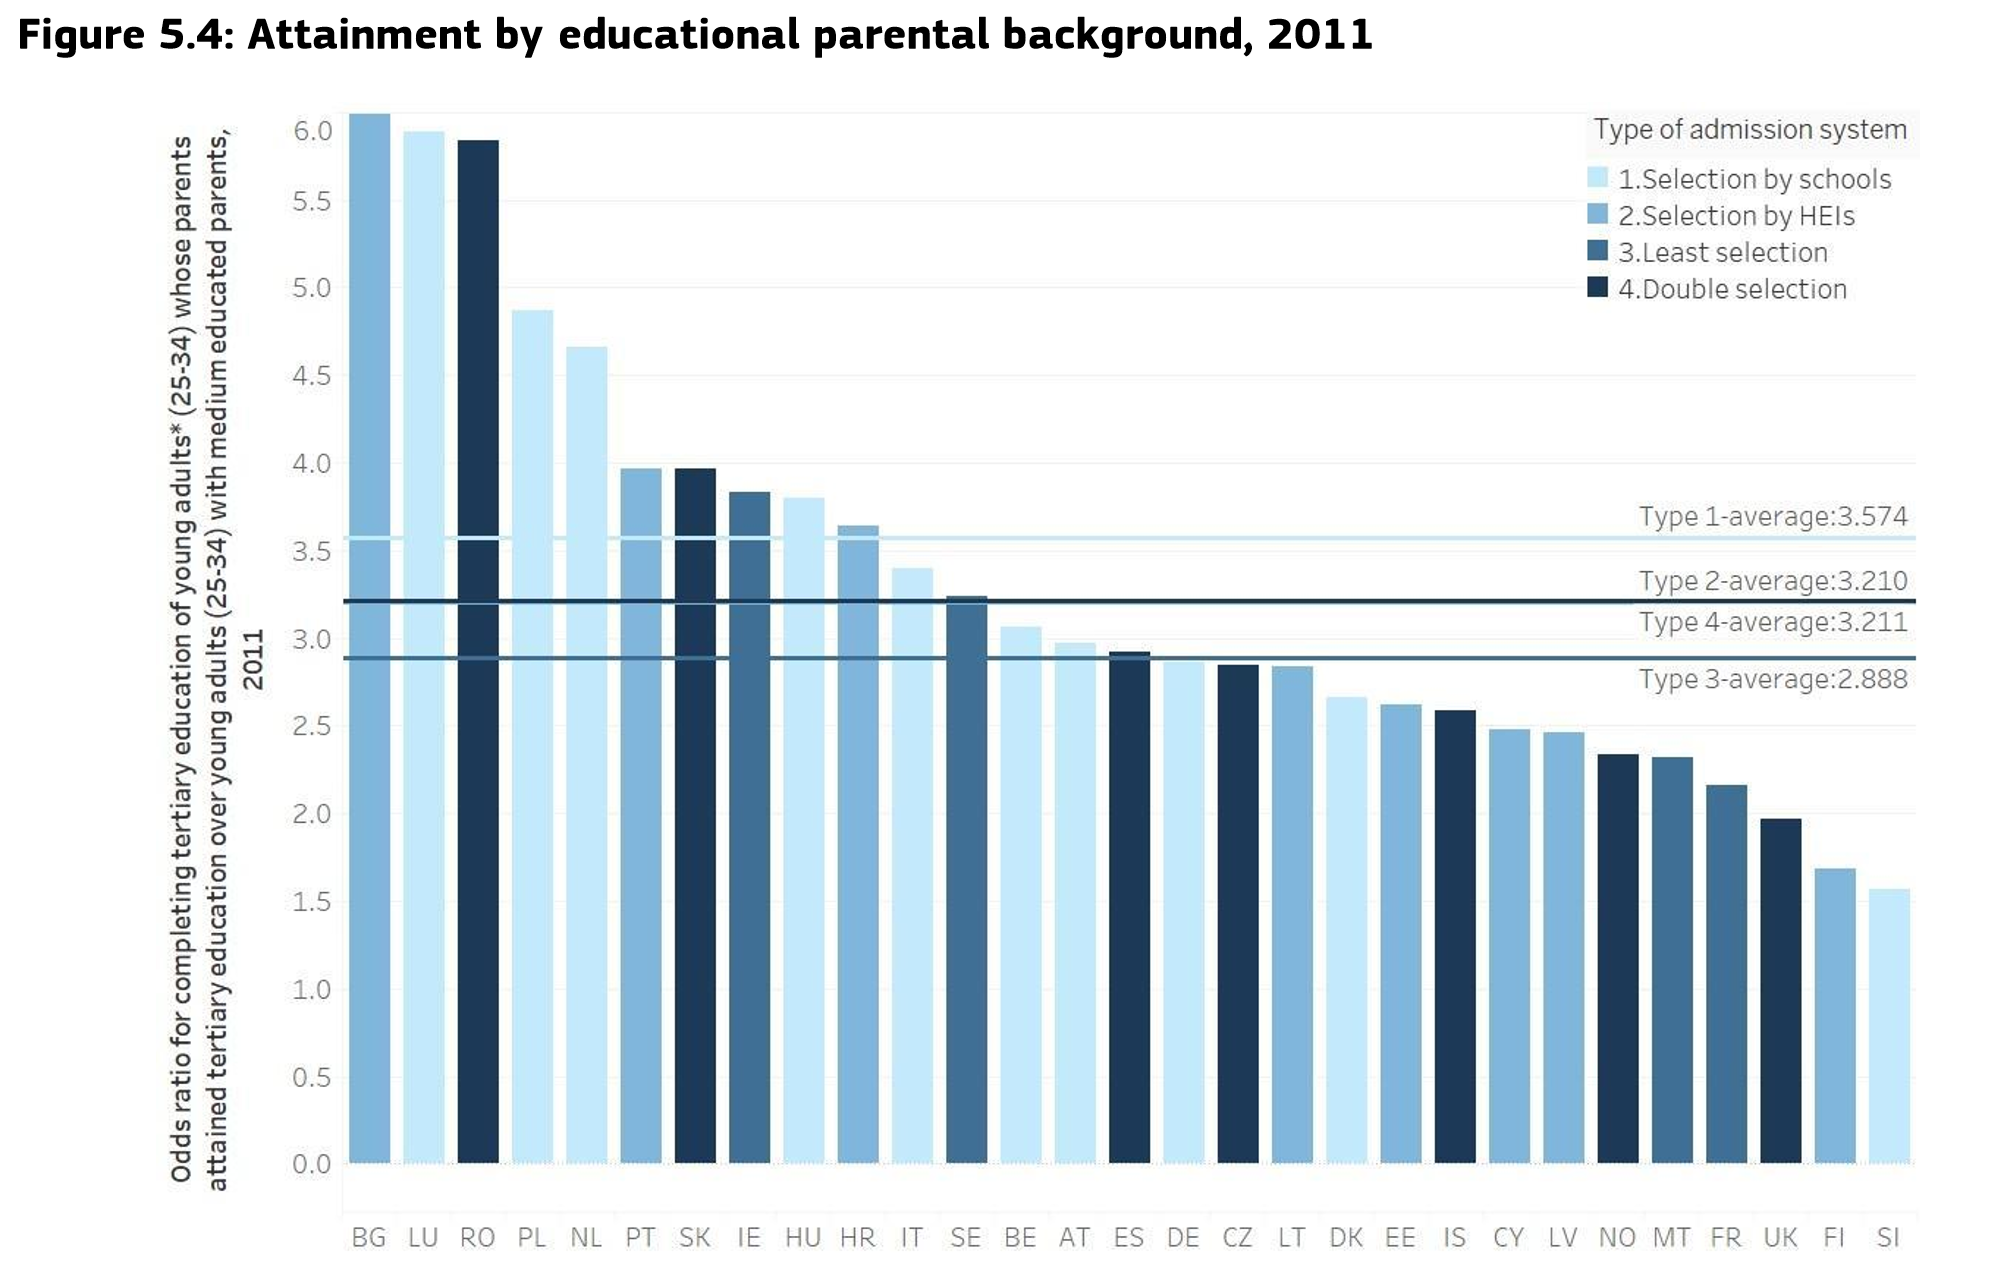 Figure 5.4: Attainment by educational parental background, 2011
Odds ratio for completing tertiary education of young adults* (25-34) whose parents
attained tertiary education over young adults (25-34) with medium educated parents,
2011
6.0
5.5
5.0
4.5
4.0
3.5
3.0
2.5
2.0
1.5
1.0
0.5
0.0
Type of admission system
1.Selection by schools
2.Selection by HEIs
3.Least selection
4.Double selection
Type 1-average:3.574
Type 2-average:3.210
Type 4-average:3.211
Type 3-average:2.888
BG LU RO PL NL PT SK IE HU HR IT SE BE AT ES DE CZ LT DK EE IS CY LV NO MT FR UK FI SI